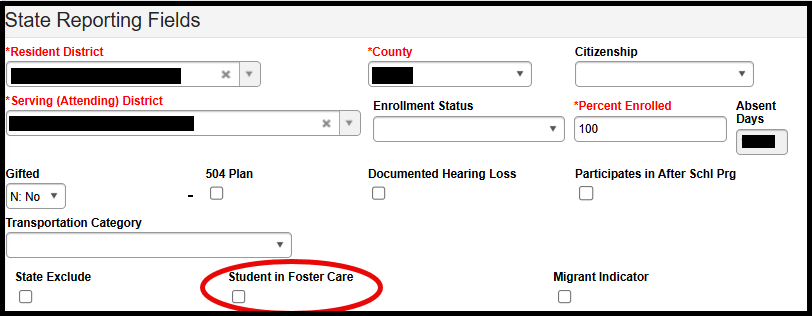 State Reporting Fields
*Resident District *County Citizenship
*Serving (Attending) District Enrollment Status *Percent Enrolled Absent Days
100
Gifted 504 Plan Documented Hearing Loss Participates in After Schl Prg
N: No -
Transportation Category
State Exclude Student in Foster Care Migrant Indicator